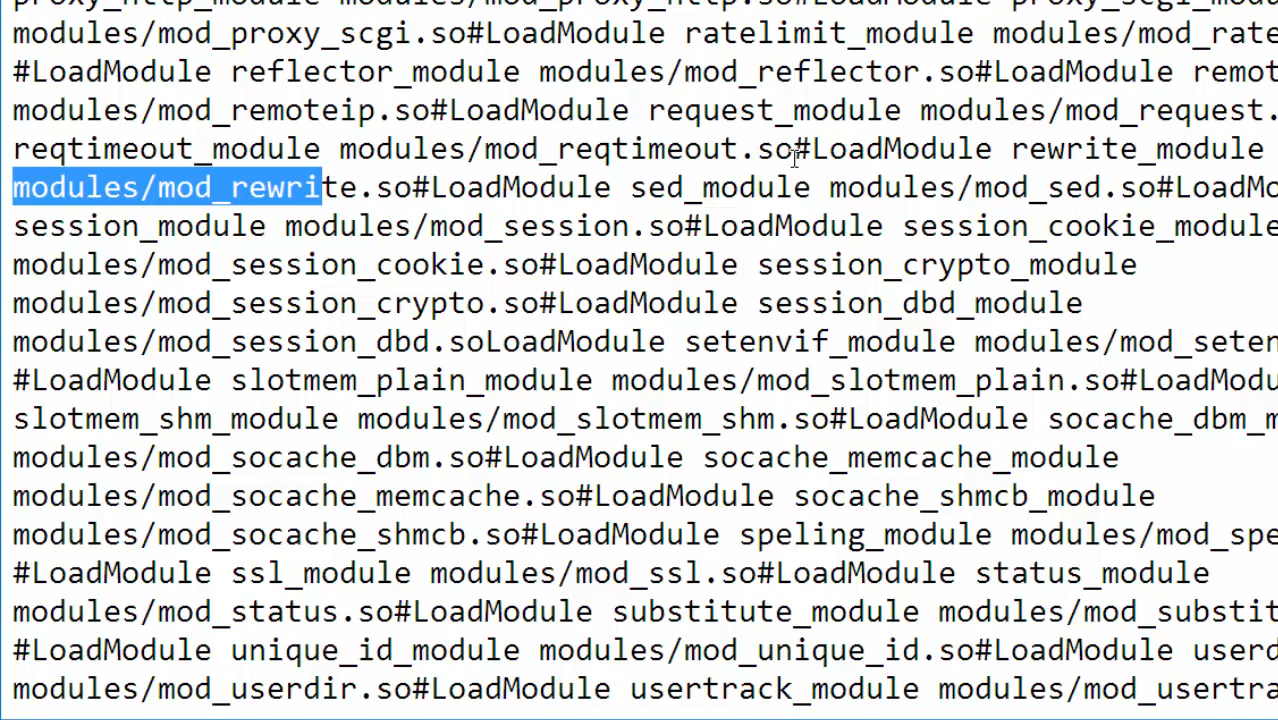 proxy_http_module modules/mod_proxy_http.so#LoadModule proxy_scgi_modu
modules/mod_proxy_scgi.so#LoadModule ratelimit_module modules/mod_rate
#LoadModule reflector_module modules/mod_reflector.so#LoadModule remot
modules/mod_remoteip.so#LoadModule request_module modules/mod_request.
reqtimeout_module modules/mod_reqtimeout.so#LoadModule rewrite_module
modules/mod_rewrite.so#LoadModule sed_module modules/mod_sed.so#LoadMo
session_module modules/mod_session.so#LoadModule session_cookie_module
modules/mod_session_cookie.so#LoadModule session_crypto_module
modules/mod_session_crypto.so#LoadModule session_dbd_module
modules/mod_session_dbd.soLoadModule setenvif_module modules/mod_seten
#LoadModule slotmem_plain_module modules/mod_slotmem_plain.so#LoadModu
slotmem_shm_module modules/mod_slotmem_shm.so#LoadModule socache_dbm_m
modules/mod_socache_dbm.so#LoadModule socache_memcache_module
modules/mod_socache_memcache.so#LoadModule socache_shmcb_module
modules/mod_socache_shmcb.so#LoadModule speling_module modules/mod_spe
#LoadModule ssl_module modules/mod_ssl.so#LoadModule status_module
modules/mod_status.so#LoadModule substitute_module modules/mod_substit
#LoadModule unique_id_module modules/mod_unique_id.so#LoadModule userd
modules/mod_userdir.so#LoadModule usertrack_module modules/mod_usertra